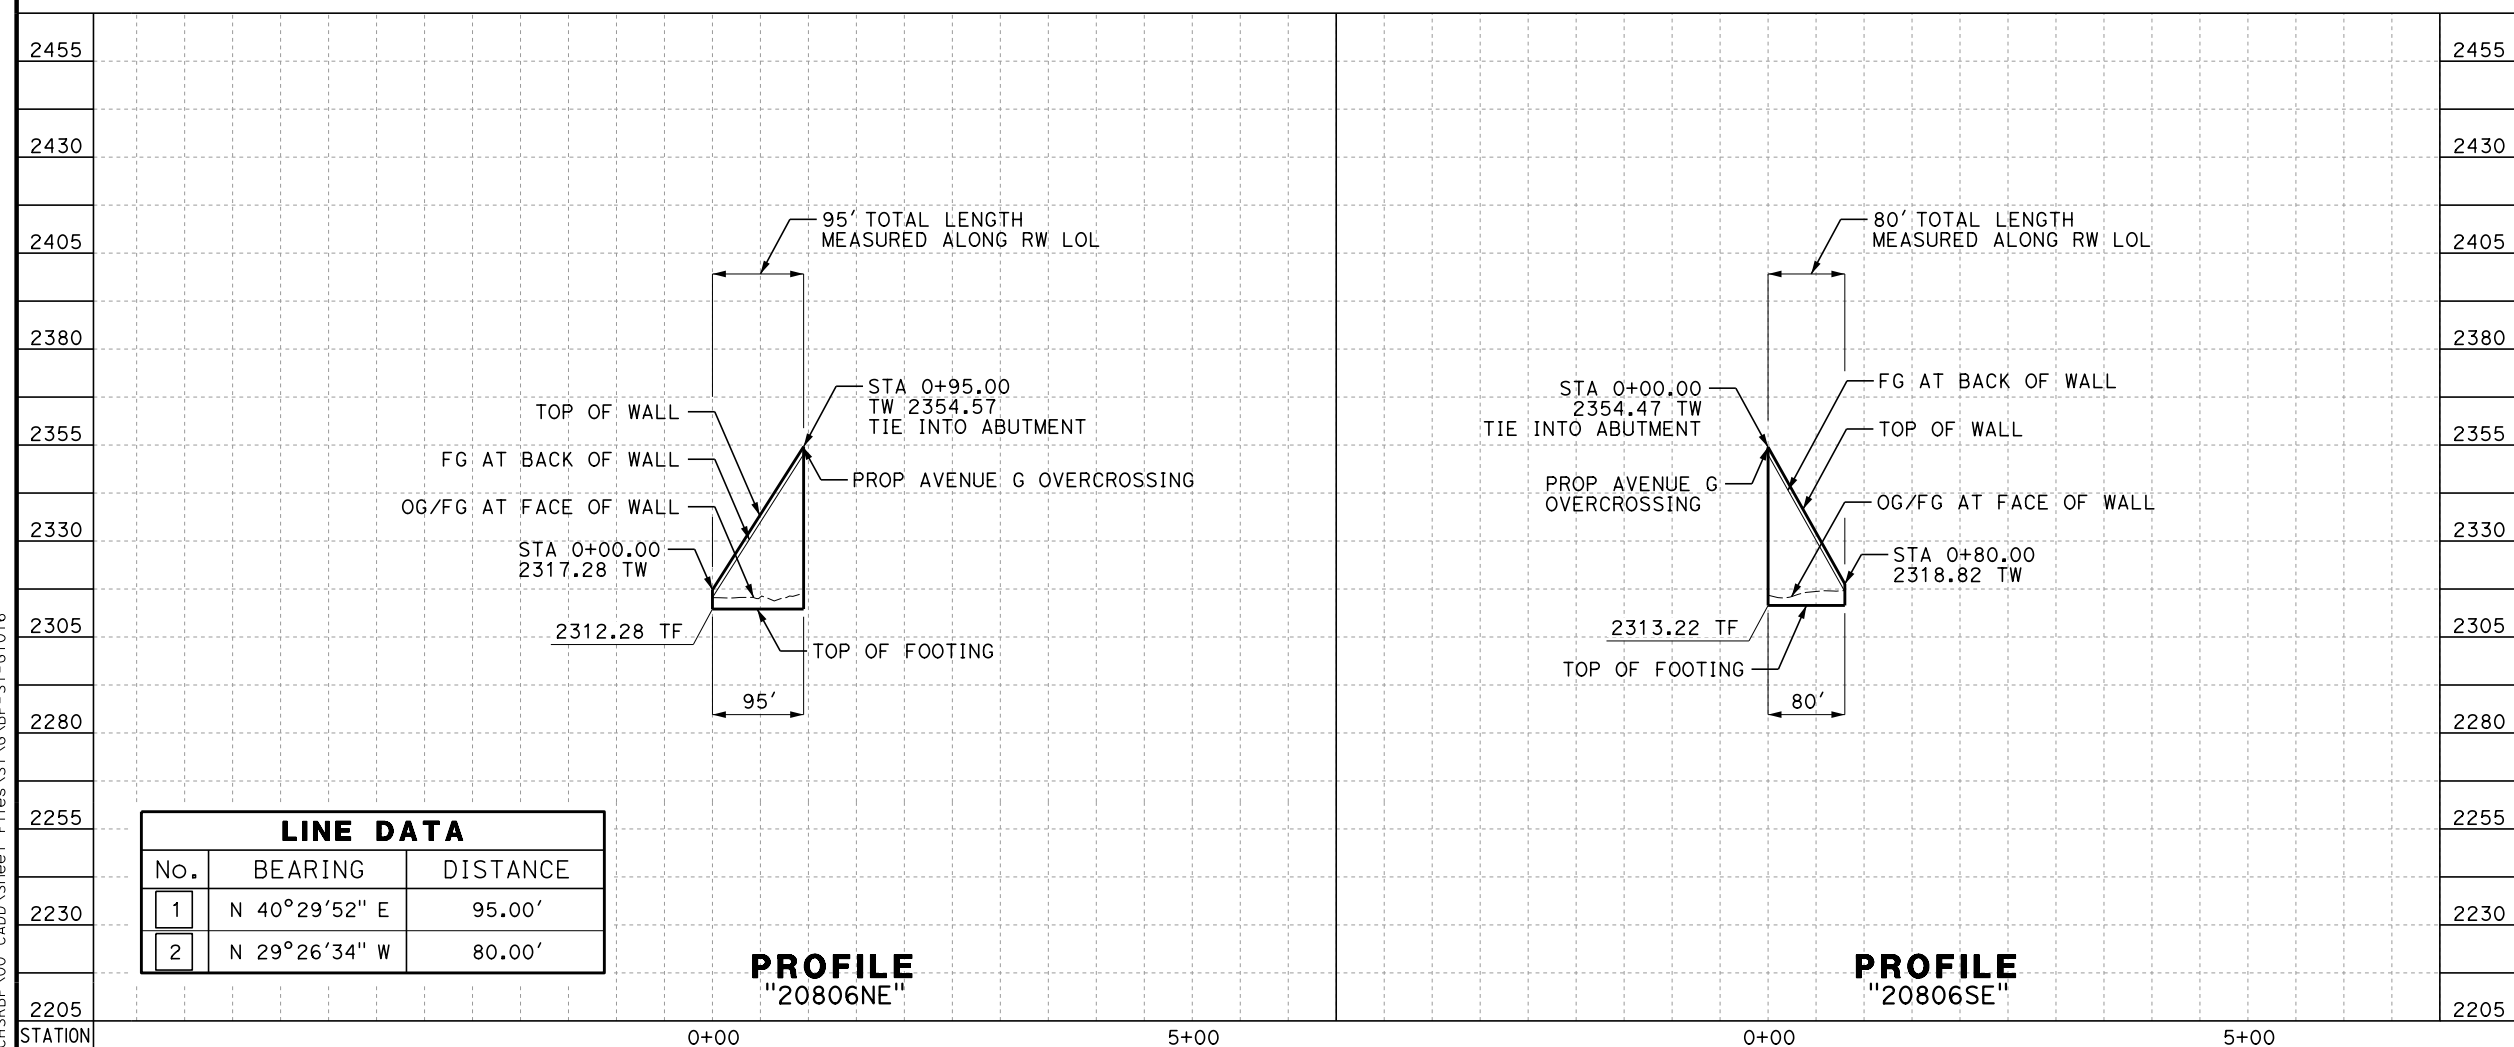 2455
2430
2405
2380
2355
2330
2305
2280
2255
2230
2205
STATION
95' TOTAL LENGTH
MEASURED ALONG RW LOL
STA 0+95.00
TW 2354.57
TIE INTO ABUTMENT
TOP OF WALL
FG AT BACK OF WALL
PROP AVENUE G OVERCROSSING
OG/FG AT FACE OF WALL
STA 0+00.00
2317.28 TW
2312.28 TF
TOP OF FOOTING
95'
LINE DATA
No. BEARING DISTANCE
1 N 40°29'52" E 95.00'
2 N 29°26'34" W 80.00'
PROFILE
"20806NE"
0+00 5+00
80' TOTAL LENGTH
MEASURED ALONG RW LOL
STA 0+00.00
2354.47 TW
TIE INTO ABUTMENT
FG AT BACK OF WALL
TOP OF WALL
PROP AVENUE G
OVERCROSSING
OG/FG AT FACE OF WALL
STA 0+80.00
2318.82 TW
2313.22 TF
TOP OF FOOTING
80'
PROFILE
"20806SE"
0+00 5+00
2455
2430
2405
2380
2355
2330
2305
2280
2255
2230
2205